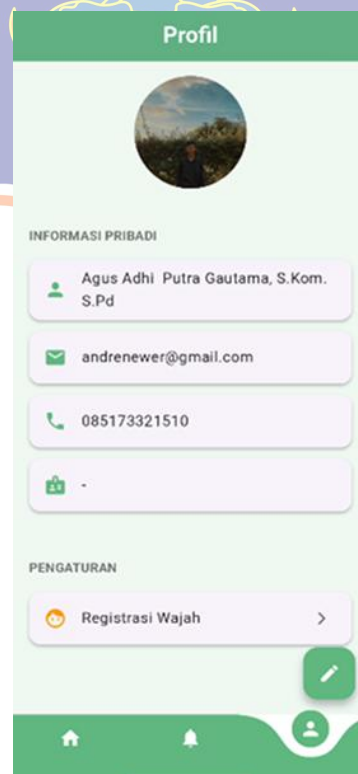 Profil
INFORMASI PRIBADI
Agus Adhi Putra Gautama, S.Kom.
S.Pd
andrenewer@gmail.com
085173321510
-
PENGATURAN
Registrasi Wajah